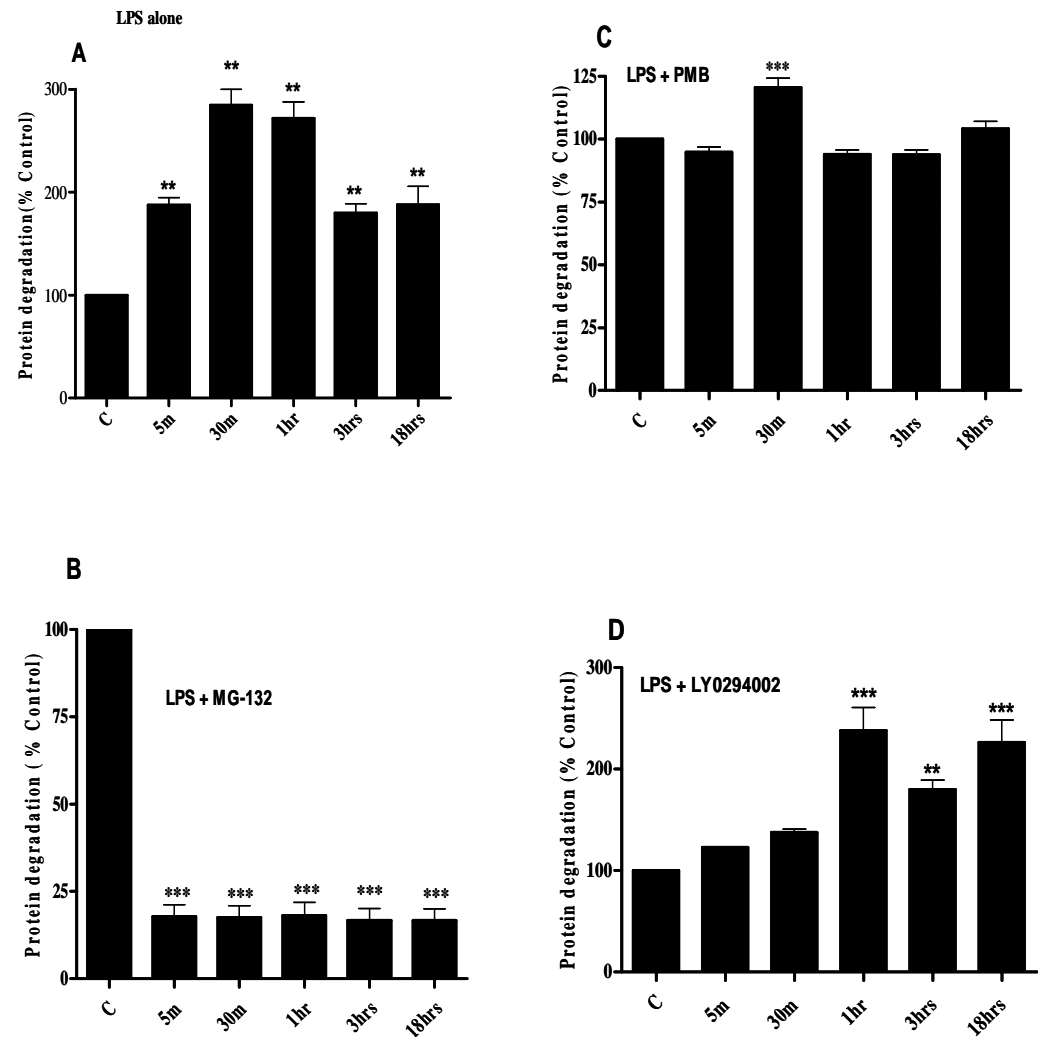 LPS alone
A
Protein degradation(% Control)
300
200
100
0
**
**
**
**
**
C
5m
30m
1hr
3hrs
18hrs
C
LPS + PMB
Protein degradation (% Control)
125
100
75
50
25
0
***
C
5m
30m
1hr
3hrs
18hrs
B
LPS + MG-132
Protein degradation ( % Control)
100
75
50
25
0
***
***
***
***
***
C
5m
30m
1hr
3hrs
18hrs
D
LPS + LY0294002
Protein degradation (% Control)
300
200
100
0
***
**
***
C
5m
30m
1hr
3hrs
18hrs